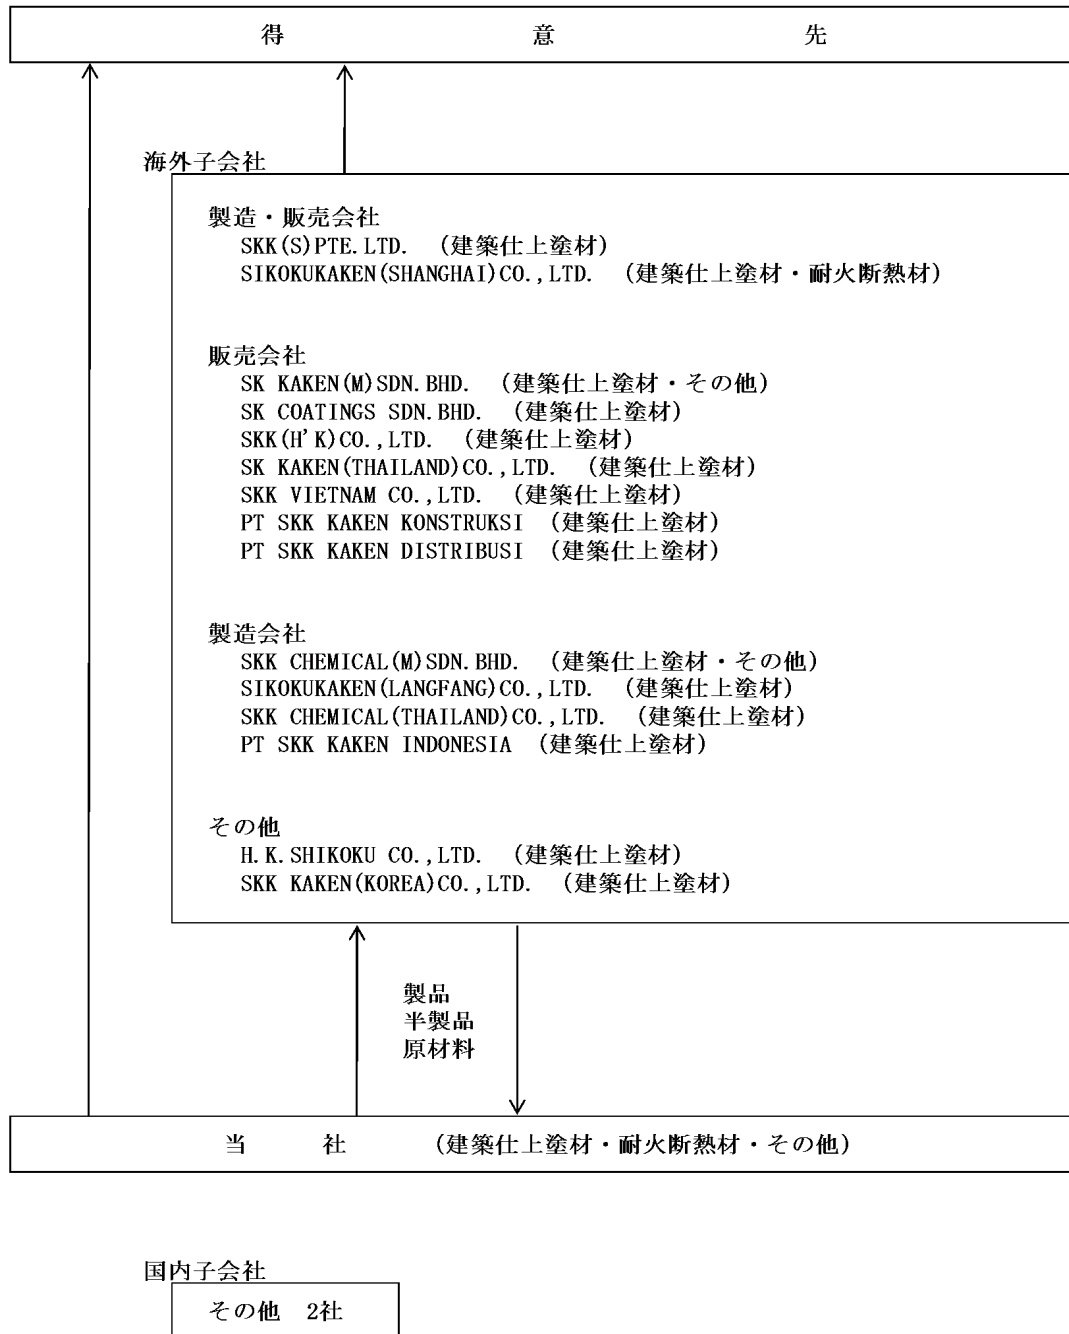 得意先
海外子会社
製造・販売会社
SKK(S)PTE.LTD. (建築仕上塗材)
SIKOKUKAKEN(SHANGHAI)CO.,LTD. (建築仕上塗材・耐火断熱材)
販売会社
SK KAKEN(M)SDN.BHD. (建築仕上塗材・その他)
SK COATINGS SDN.BHD. (建築仕上塗材)
SKK(H'K)CO.,LTD. (建築仕上塗材)
SK KAKEN(THAILAND)CO.,LTD. (建築仕上塗材)
SKK VIETNAM CO.,LTD. (建築仕上塗材)
PT SKK KAKEN KONSTRUKSI (建築仕上塗材)
PT SKK KAKEN DISTRIBUSI (建築仕上塗材)
製造会社
SKK CHEMICAL(M)SDN.BHD. (建築仕上塗材・その他)
SIKOKUKAKEN(LANGFANG)CO.,LTD. (建築仕上塗材)
SKK CHEMICAL(THAILAND)CO.,LTD. (建築仕上塗材)
PT SKK KAKEN INDONESIA (建築仕上塗材)
その他
H.K.SHIKOKU CO.,LTD. (建築仕上塗材)
SKK KAKEN(KOREA)CO.,LTD. (建築仕上塗材)
製品
半製品
原材料
当社 (建築仕上塗材・耐火断熱材・その他)
国内子会社
その他 2社